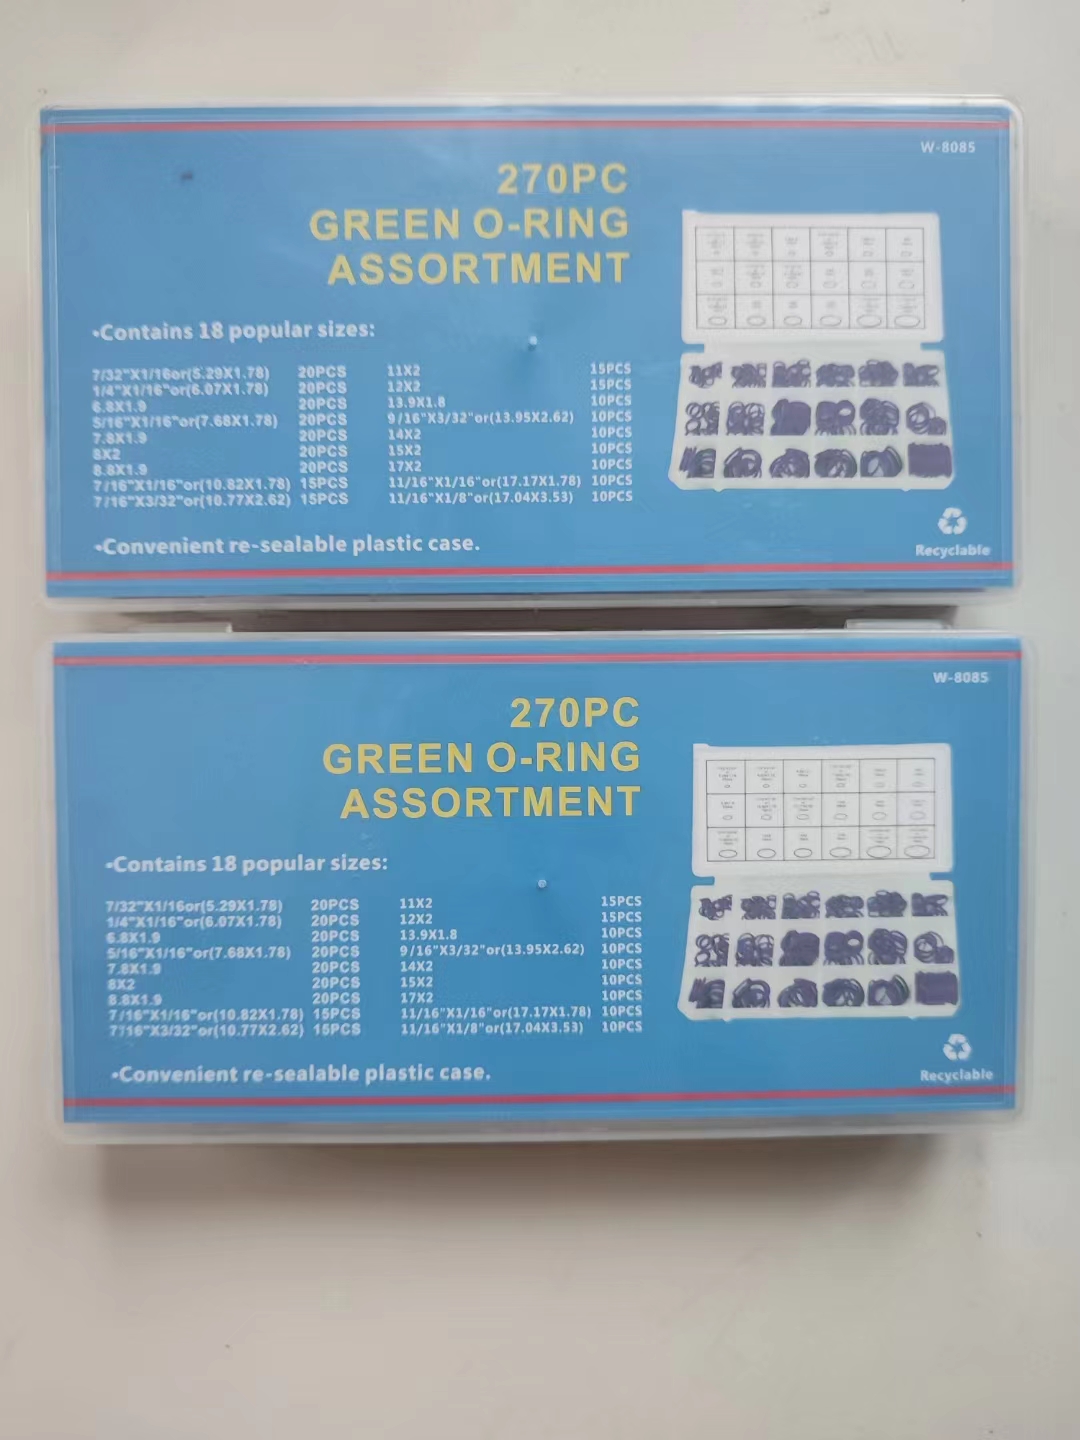 W-8085
270PC
GREEN O-RING
ASSORTMENT
•Contains 18 popular sizes:
7/32"X1/16or(5.29X1.78) 20PCS 11X2 15PCS
1/4"X1/16"or(6.07X1.78) 20PCS 12X2 15PCS
6.8X1.9 20PCS 13.9X1.8 10PCS
5/16"X1/16"or(7.68X1.78) 20PCS 9/16"X3/32"or(13.95X2.62) 10PCS
7.8X1.9 20PCS 14X2 10PCS
8X2 20PCS 15X2 10PCS
8.8X1.9 20PCS 17X2 10PCS
7/16"X1/16"or(10.82X1.78) 15PCS 11/16"X1/16"or(17.17X1.78) 10PCS
7/16"X3/32"or(10.77X2.62) 15PCS 11/16"X1/8"or(17.04X3.53) 10PCS
•Convenient re-sealable plastic case.
Recyclable
W-8085
270PC
GREEN O-RING
ASSORTMENT
•Contains 18 popular sizes:
7/32"X1/16or(5.29X1.78) 20PCS 11X2 15PCS
1/4"X1/16"or(6.07X1.78) 20PCS 12X2 15PCS
6.8X1.9 20PCS 13.9X1.8 10PCS
5/16"X1/16"or(7.68X1.78) 20PCS 9/16"X3/32"or(13.95X2.62) 10PCS
7.8X1.9 20PCS 14X2 10PCS
8X2 20PCS 15X2 10PCS
8.8X1.9 20PCS 17X2 10PCS
7/16"X1/16"or(10.82X1.78) 15PCS 11/16"X1/16"or(17.17X1.78) 10PCS
7/16"X3/32"or(10.77X2.62) 15PCS 11/16"X1/8"or(17.04X3.53) 10PCS
•Convenient re-sealable plastic case.
Recyclable